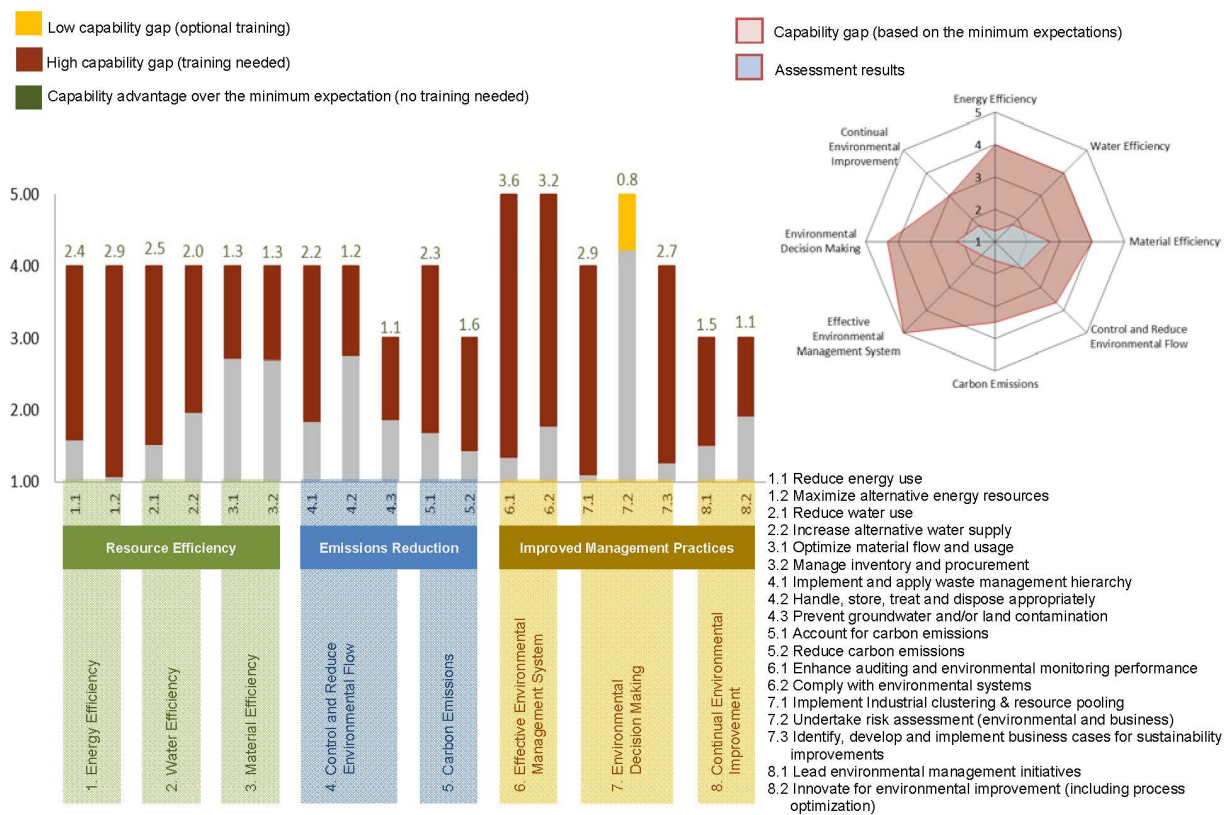 Low capability gap (optional training)
High capability gap (training needed)
Capability advantage over the minimum expectation (no training needed)
Capability gap (based on the minimum expectations)
Assessment results
5.00
4.00
3.00
2.00
1.00
2.4
2.9
2.5
2.0
1.3
1.3
2.2
1.2
1.1
2.3
1.6
3.6
3.2
2.9
0.8
2.7
1.5
1.1
1.1
1.2
2.1
2.2
3.1
3.2
4.1
4.2
4.3
5.1
5.2
6.1
6.2
7.1
7.2
7.3
8.1
8.2
Resource Efficiency
Emissions Reduction
Improved Management Practices
1. Energy Efficiency
2. Water Efficiency
3. Material Efficiency
4. Control and Reduce
Environmental Flow
5. Carbon Emissions
6. Effective Environmental
Management System
7. Environmental
Decision Making
8. Continual Environmental
Improvement
Energy Efficiency
5
4
3
2
1
Water Efficiency
Material Efficiency
Control and Reduce
Environmental Flow
Carbon Emissions
Effective
Environmental
Management System
Environmental
Decision Making
Continual
Environmental
Improvement
1.1 Reduce energy use
1.2 Maximize alternative energy resources
2.1 Reduce water use
2.2 Increase alternative water supply
3.1 Optimize material flow and usage
3.2 Manage inventory and procurement
4.1 Implement and apply waste management hierarchy
4.2 Handle, store, treat and dispose appropriately
4.3 Prevent groundwater and/or land contamination
5.1 Account for carbon emissions
5.2 Reduce carbon emissions
6.1 Enhance auditing and environmental monitoring performance
6.2 Comply with environmental systems
7.1 Implement Industrial clustering & resource pooling
7.2 Undertake risk assessment (environmental and business)
7.3 Identify, develop and implement business cases for sustainability
improvements
8.1 Lead environmental management initiatives
8.2 Innovate for environmental improvement (including process
optimization)